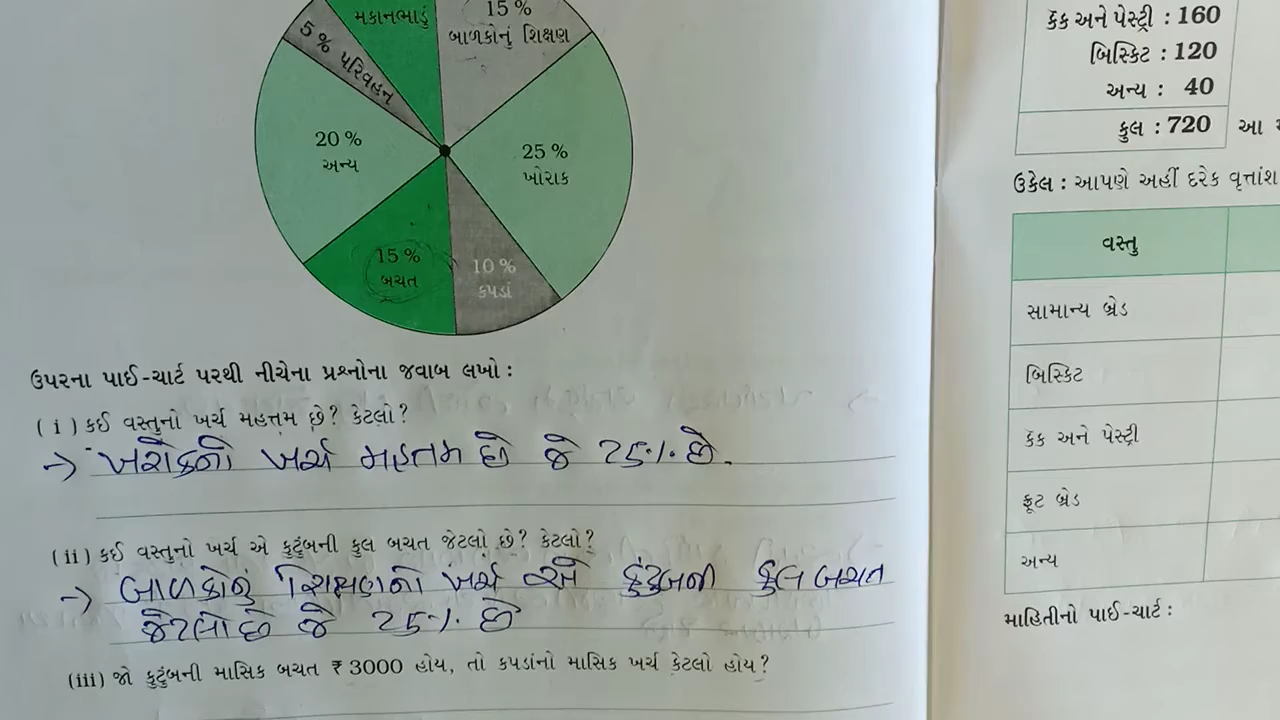 મકાનભાડું
15 %
બાળકોનું શિક્ષણ
5 % પરિવહન
20 %
અન્ય
25 %
ખોરાક
15 %
બચત
10 %
કપડાં
ઉપરના પાઈ-ચાર્ટ પરથી નીચેના પ્રશ્નોના જવાબ લખો :
(i) કઈ વસ્તુનો ખર્ચ મહત્તમ છે? કેટલો?
-> ખોરાકનો ખર્ચ મહતમ છે જે 25% છે.
(ii) કઈ વસ્તુનો ખર્ચ એ કુટુંબની કુલ બચત જેટલો છે? કેટલો?
-> બાળકોનું શિક્ષણનો ખર્ચ એ કુટુંબની કુલ બચત
જેટલો છે જે 25% છે
(iii) જો કુટુંબની માસિક બચત ₹ 3000 હોય, તો કપડાંનો માસિક ખર્ચ કેટલો હોય?
કેક અને પેસ્ટ્રી : 160
બિસ્કિટ : 120
અન્ય : 40
કુલ : 720
આ
ઉકેલ : આપણે અહીં દરેક વૃત્તાંશ
વસ્તુ
સામાન્ય બ્રેડ
બિસ્કિટ
કેક અને પેસ્ટ્રી
ફ્રૂટ બ્રેડ
અન્ય
માહિતીનો પાઈ-ચાર્ટ :